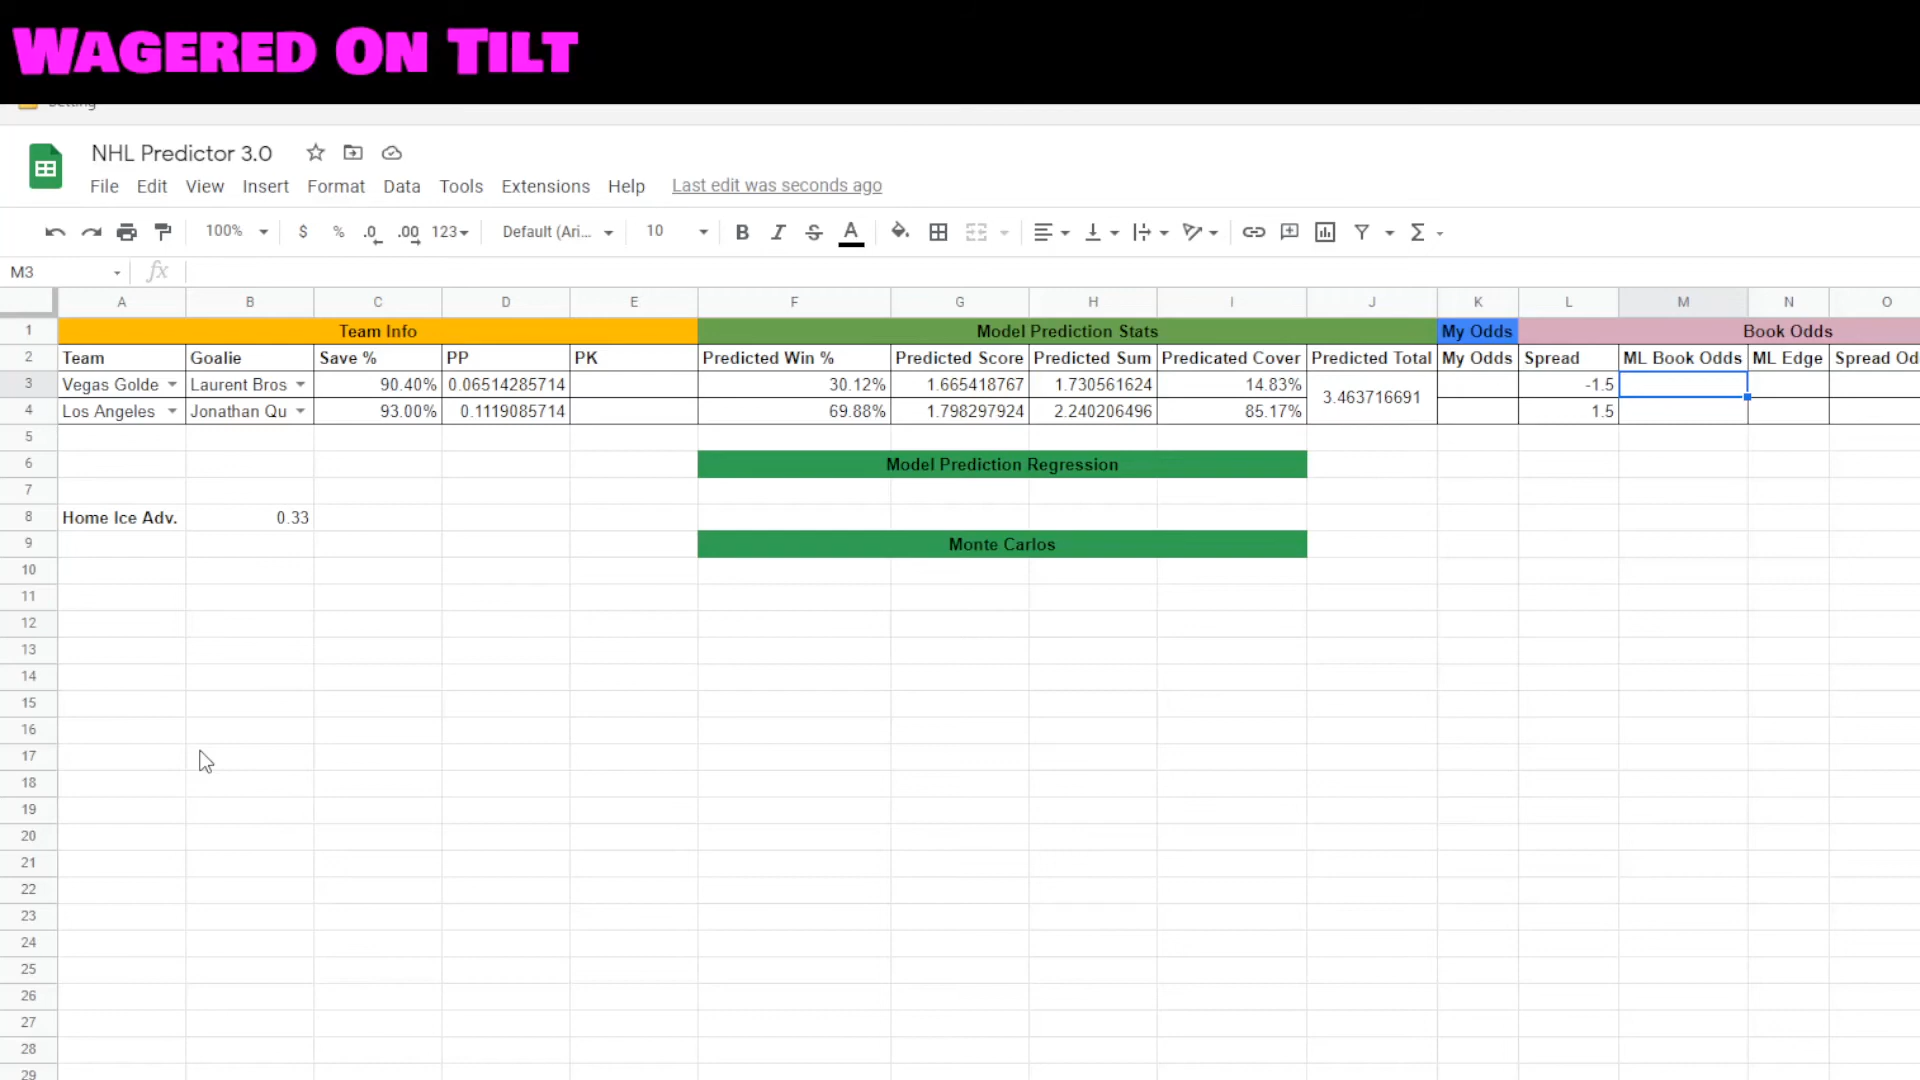 WAGERED ON TILT
NHL Predictor 3.0
File Edit View Insert Format Data Tools Extensions Help Last edit was seconds ago
100% $ % .0 .00 123 Default (Ari... 10 B I S A
M3 fx
A B C D E F G H I J K L M N O
1 Team Info Model Prediction Stats My Odds Book Odds
2 Team Goalie Save % PP PK Predicted Win % Predicted Score Predicted Sum Predicated Cover Predicted Total My Odds Spread ML Book Odds ML Edge Spread Od
3 Vegas Golde Laurent Bros 90.40% 0.06514285714 30.12% 1.665418767 1.730561624 14.83% 3.463716691 -1.5
4 Los Angeles Jonathan Qu 93.00% 0.1119085714 69.88% 1.798297924 2.240206496 85.17% 1.5
5
6 Model Prediction Regression
7
8 Home Ice Adv. 0.33
9 Monte Carlos
10
11
12
13
14
15
16
17
18
19
20
21
22
23
24
25
26
27
28
29